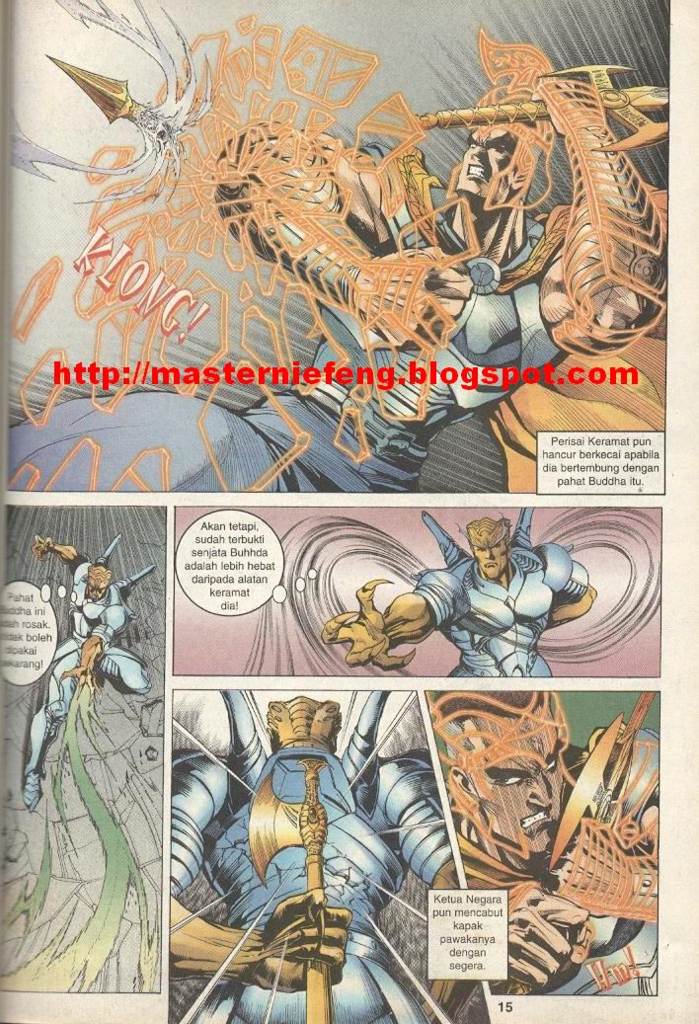 KLONG!
http://masterniefeng.blogspot.com
Perisai Keramat pun
hancur berkecai apabila
dia bertembung dengan
pahat Buddha itu.
Pahat
Buddha ini
rosak.
boleh
dipakai
sekarang!
Akan tetapi,
sudah terbukti
senjata Buhhda
adalah lebih hebat
daripada alatan
keramat
dia!
Ketua Negara
pun mencabut
kapak
pawakanya
dengan
segera.
15